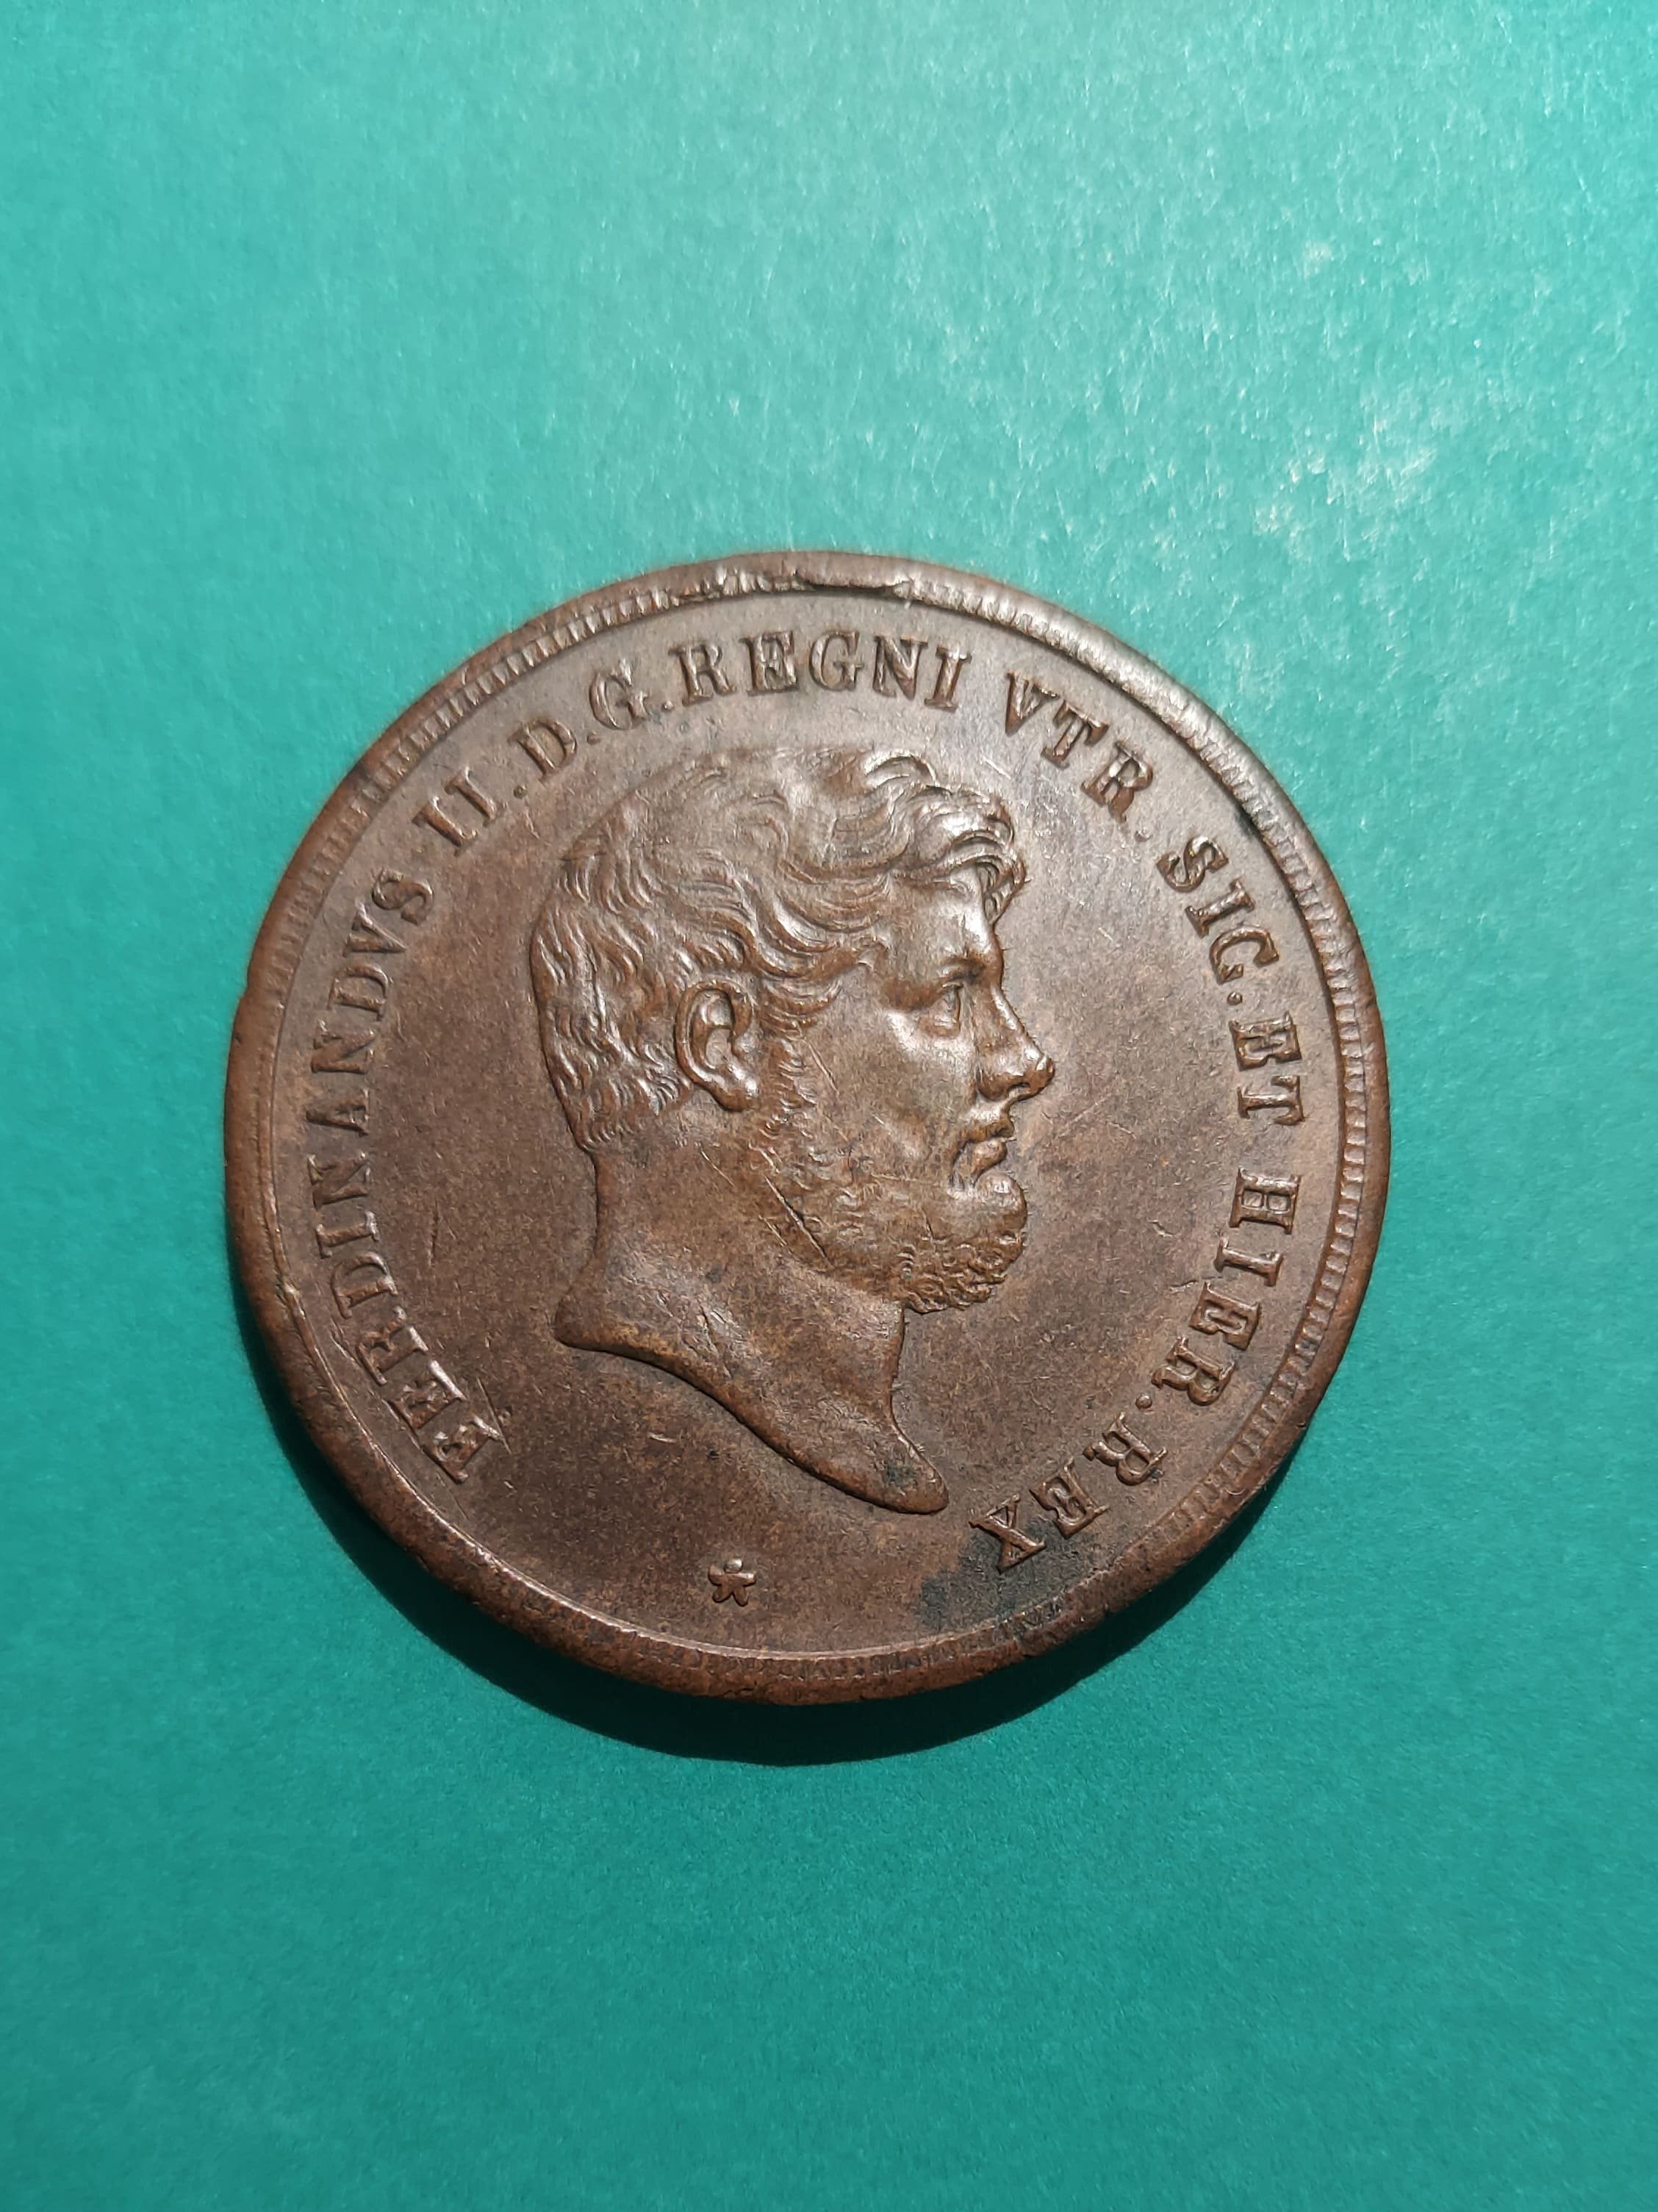 FERDINANDVS II.D.G.REGNI VTR.SIC.ET HIER.REX